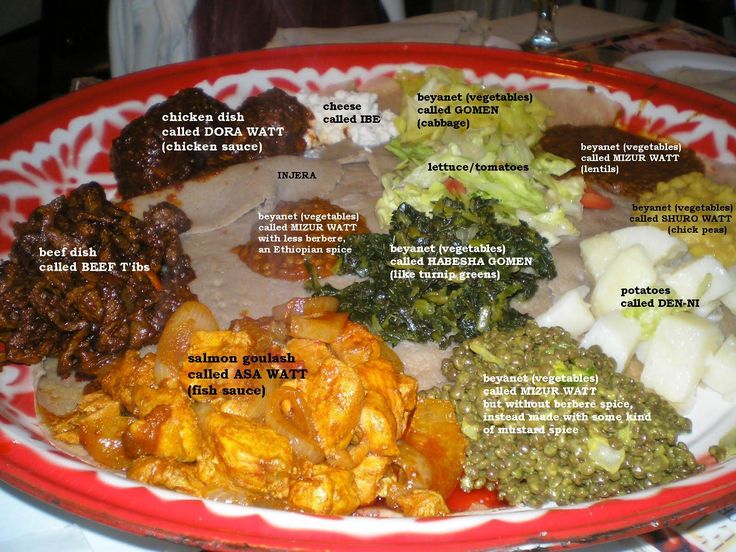 chicken dish
called DORA WATT
(chicken sauce)
cheese
called IBE
beyanet (vegetables)
called GOMEN
(cabbage)
beyanet (vegetables)
called MIZUR WATT
(lentils)
INJERA
lettuce/tomatoes
beyanet (vegetables)
called SHURO WATT
(chick peas)
beef dish
called BEEF T'ibs
beyanet (vegetables)
called MIZUR WATT
with less berbere,
an Ethiopian spice
beyanet (vegetables)
called HABESHA GOMEN
(like turnip greens)
potatoes
called DEN-NI
salmon goulash
called ASA WATT
(fish sauce)
beyanet (vegetables)
called MIZUR WATT
but without berbere spice,
instead made with some kind
of mustard spice